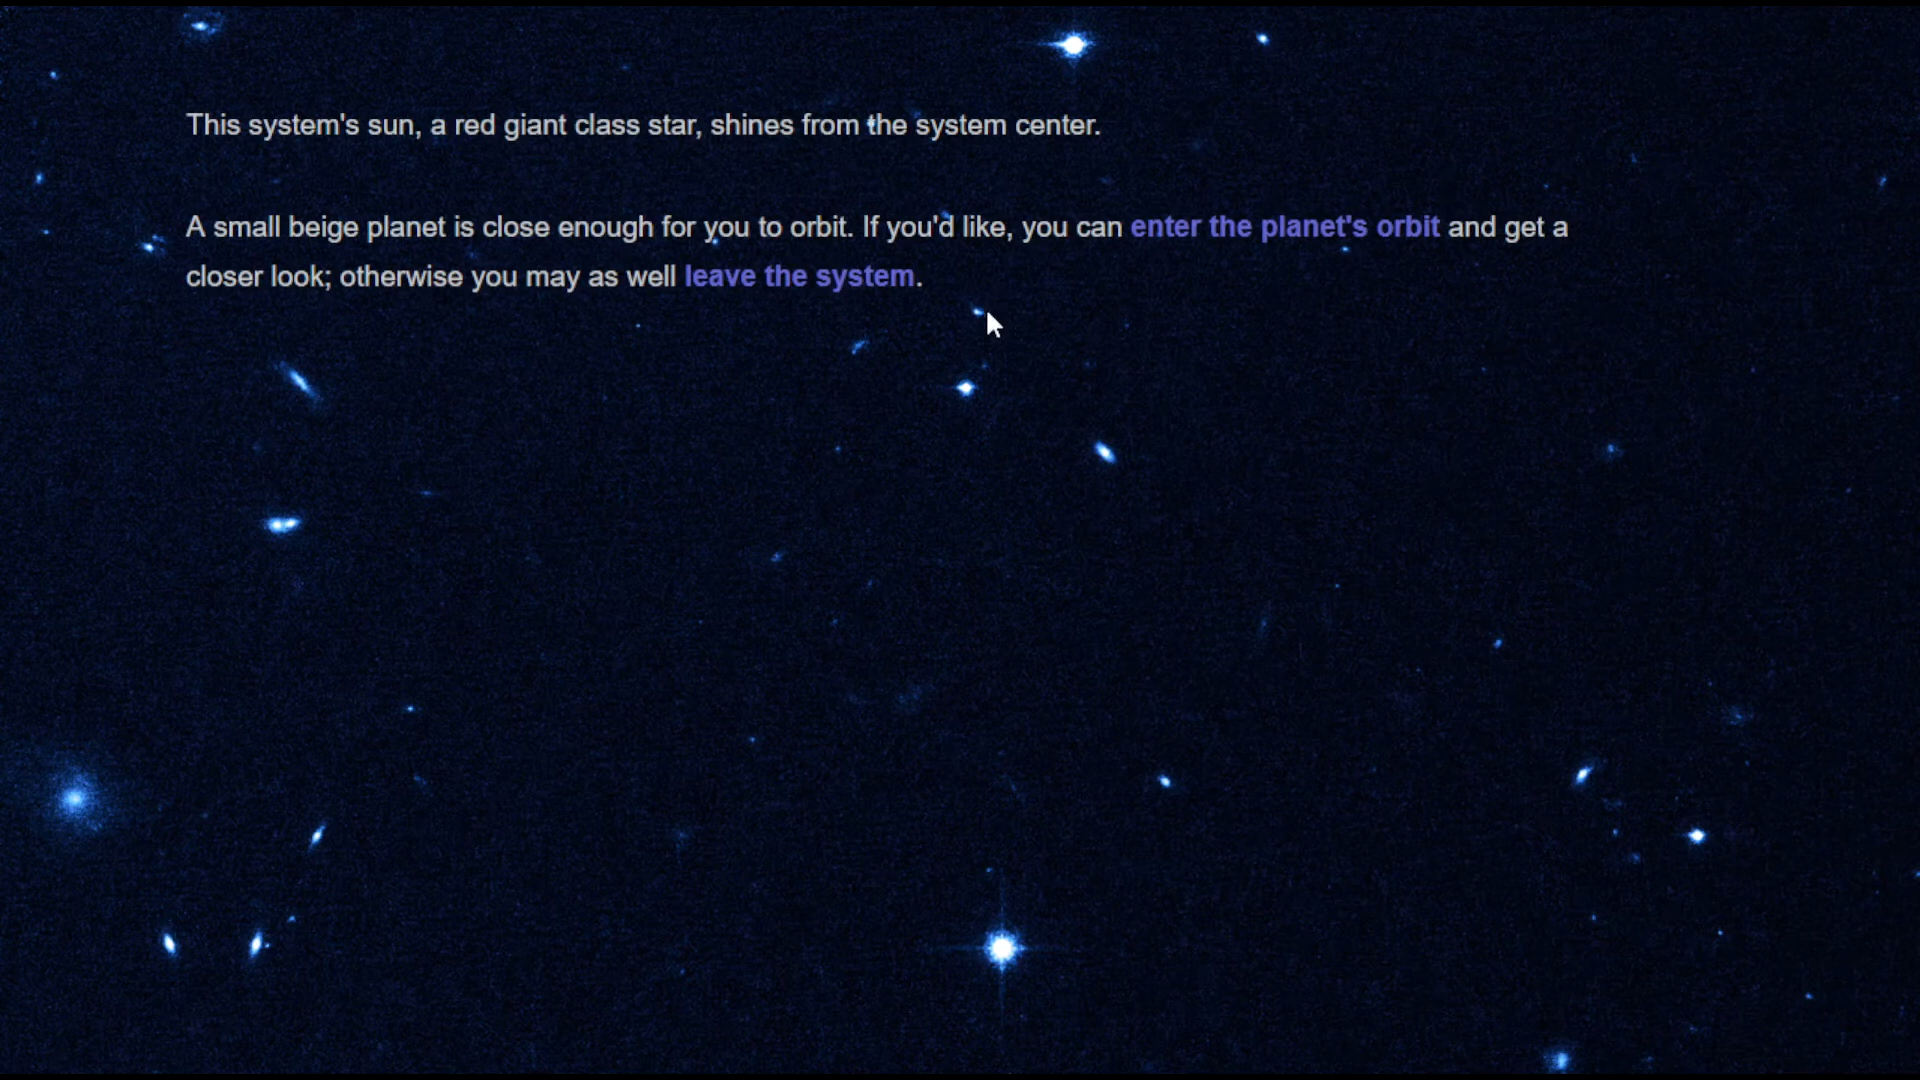 This system's sun, a red giant class star, shines from the system center.
A small beige planet is close enough for you to orbit. If you'd like, you can enter the planet's orbit and get a
closer look; otherwise you may as well leave the system.